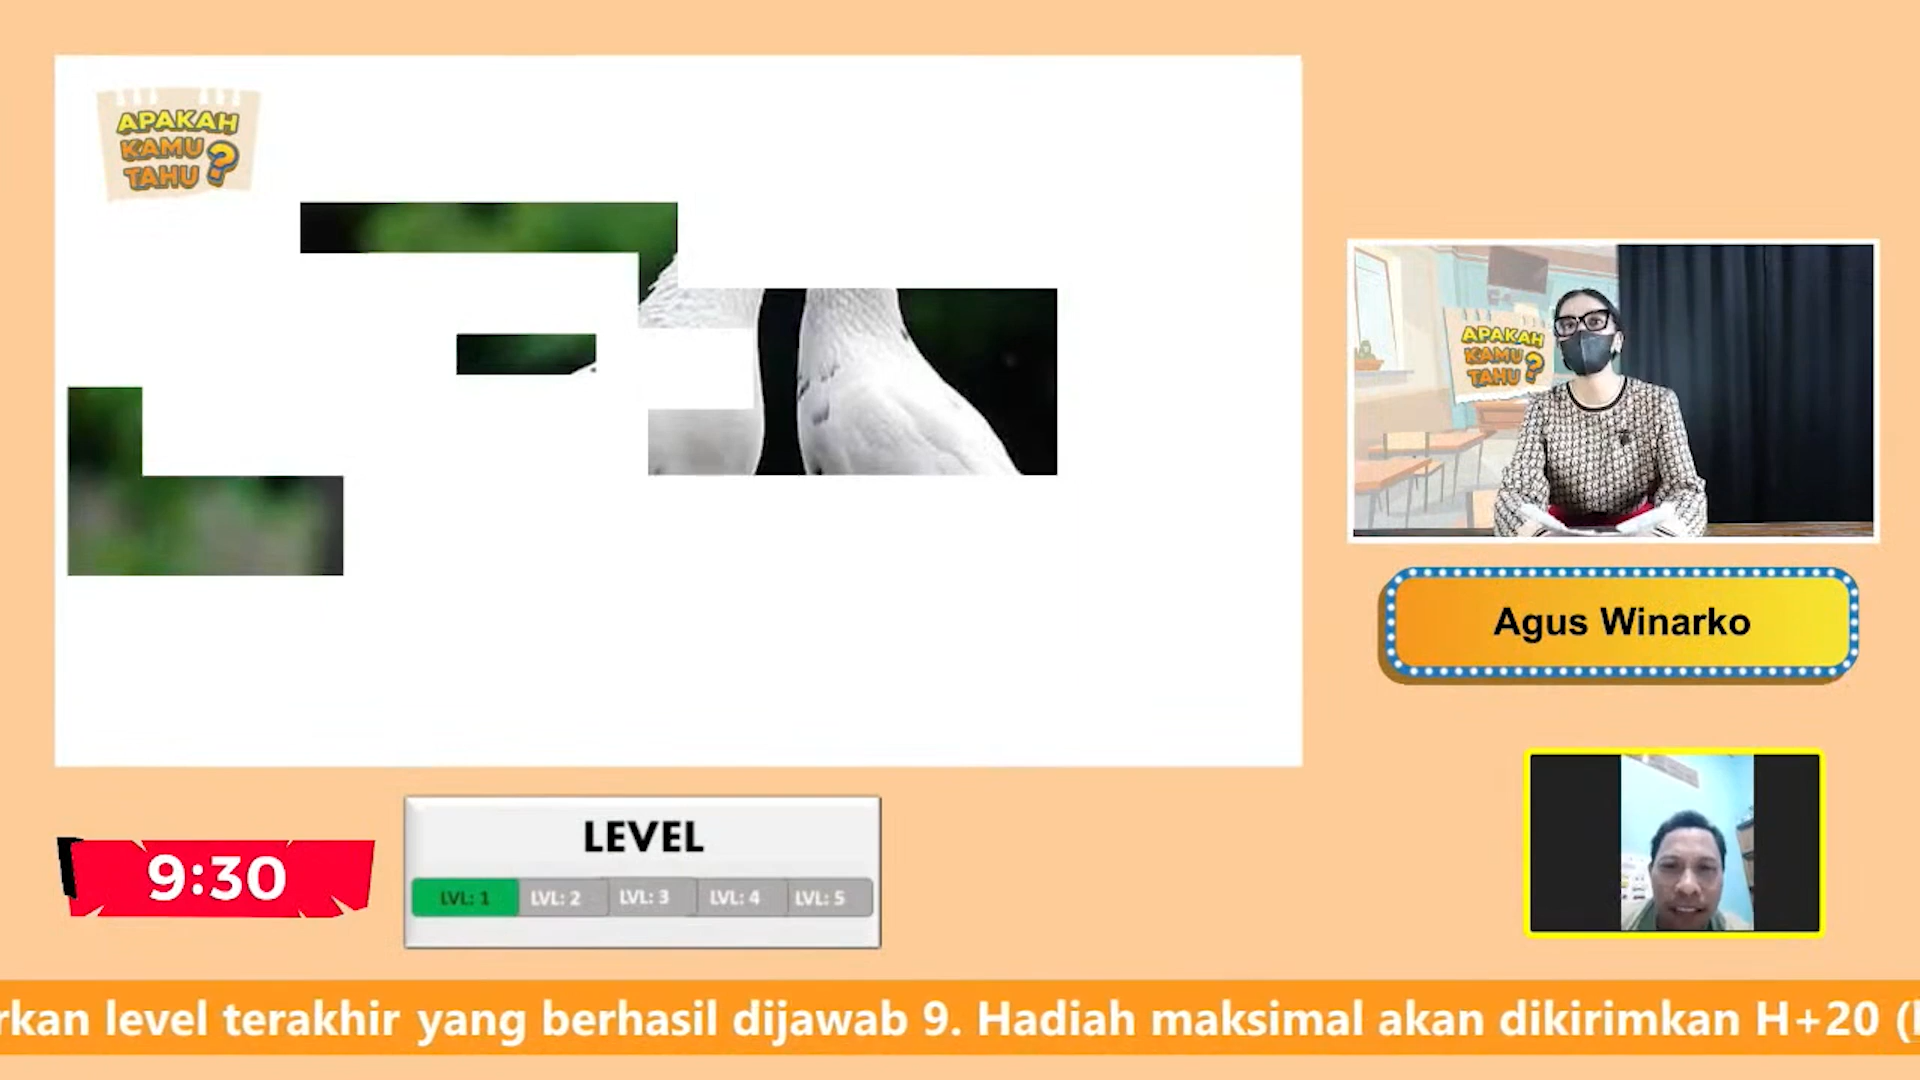 APAKAH
KAMU
TAHU ?
APAKAH
KAMU
TAHU ?
Agus Winarko
9:30
LEVEL
LVL: 1 LVL: 2 LVL: 3 LVL: 4 LVL: 5
rkan level terakhir yang berhasil dijawab 9. Hadiah maksimal akan dikirimkan H+20 (